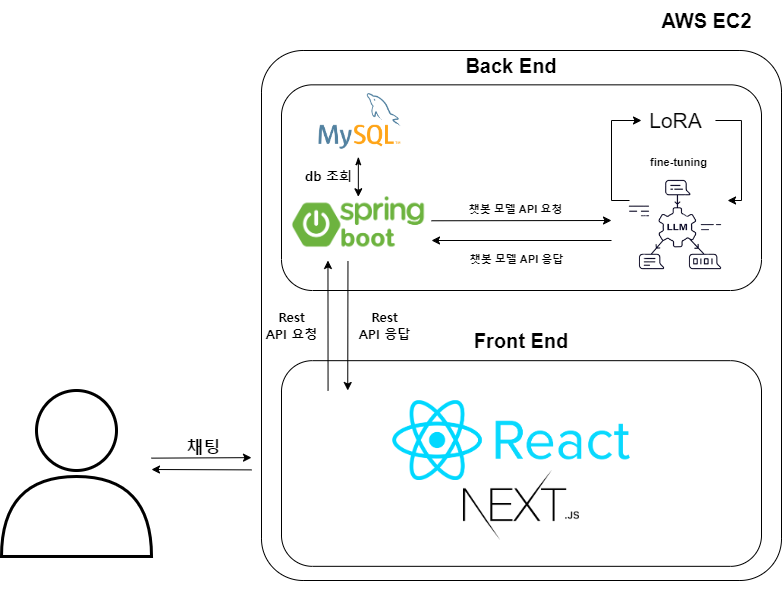 AWS EC2
Back End
MySQL
LoRA
db 조회
fine-tuning
spring
boot
챗봇 모델 API 요청
LLM
챗봇 모델 API 응답
0101
Rest
API 요청
Rest
API 응답
Front End
채팅
React
NEXT
.JS